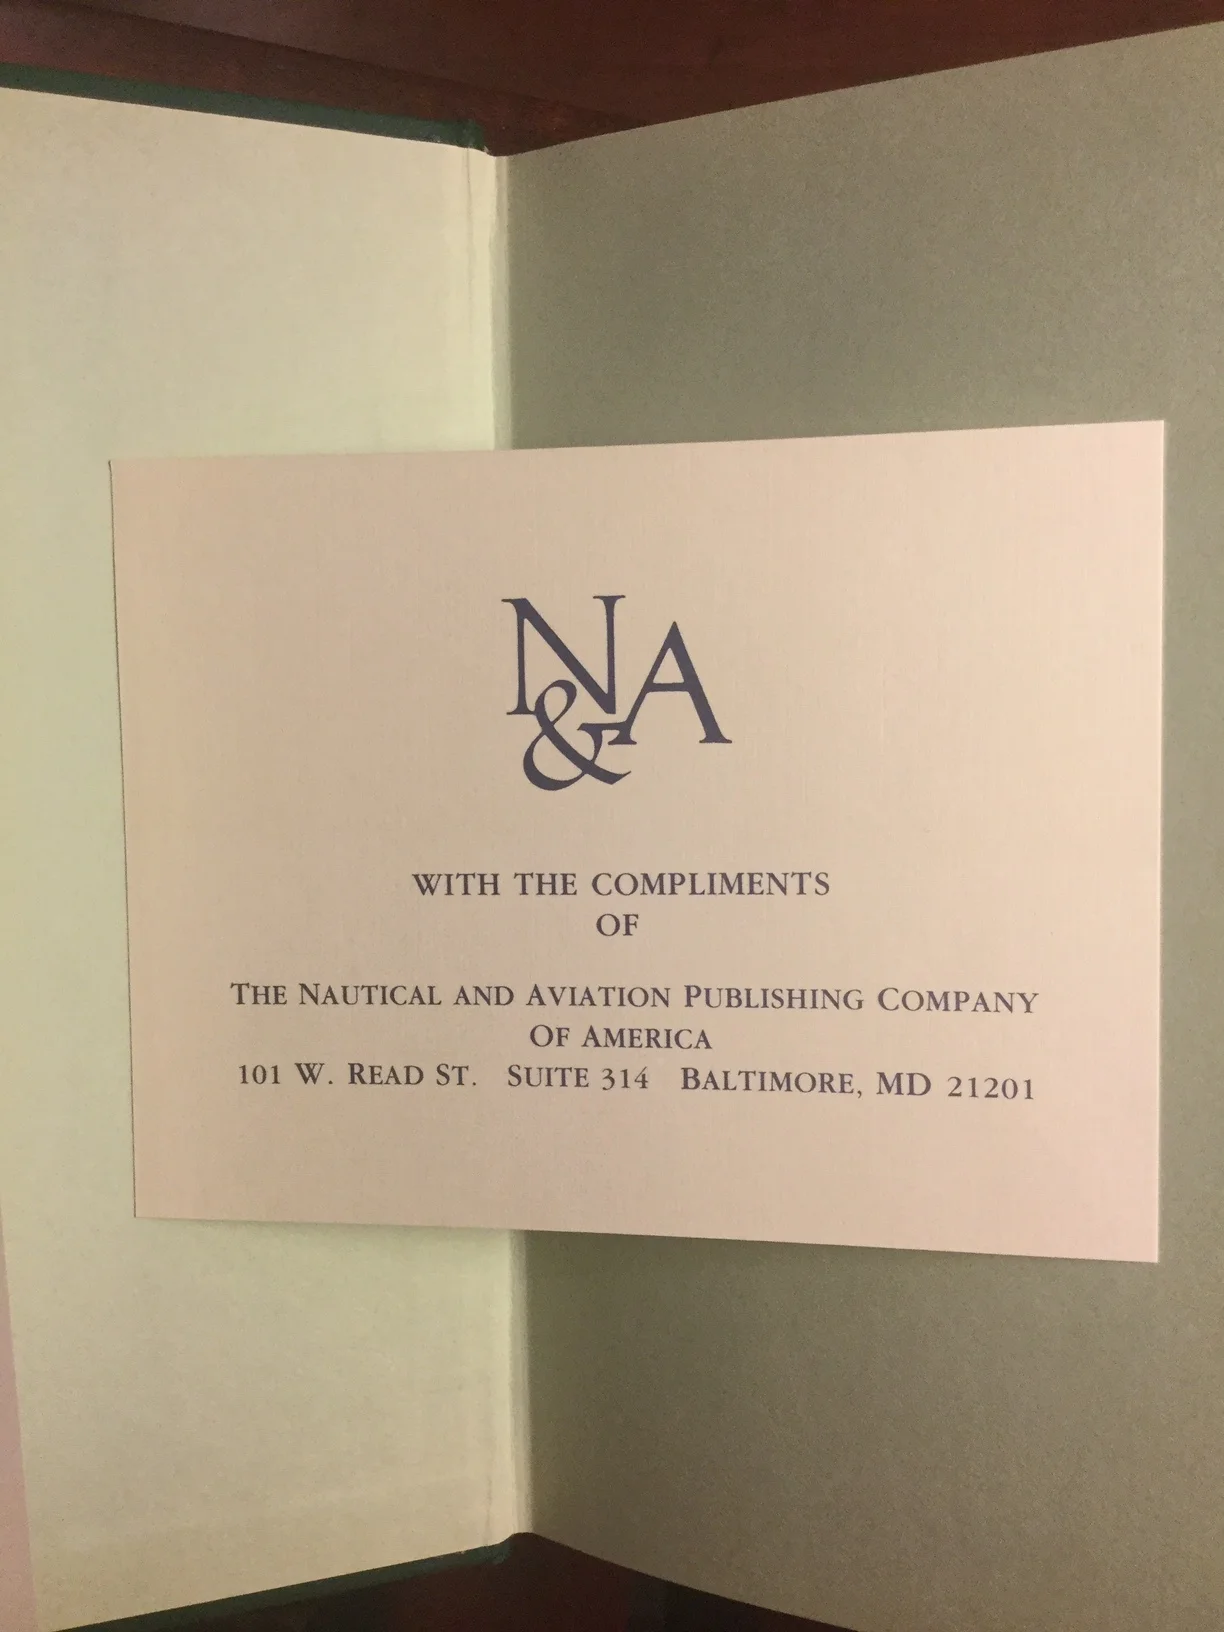 N&A
WITH THE COMPLIMENTS
OF
THE NAUTICAL AND AVIATION PUBLISHING COMPANY
OF AMERICA
101 W. READ ST. SUITE 314 BALTIMORE, MD 21201